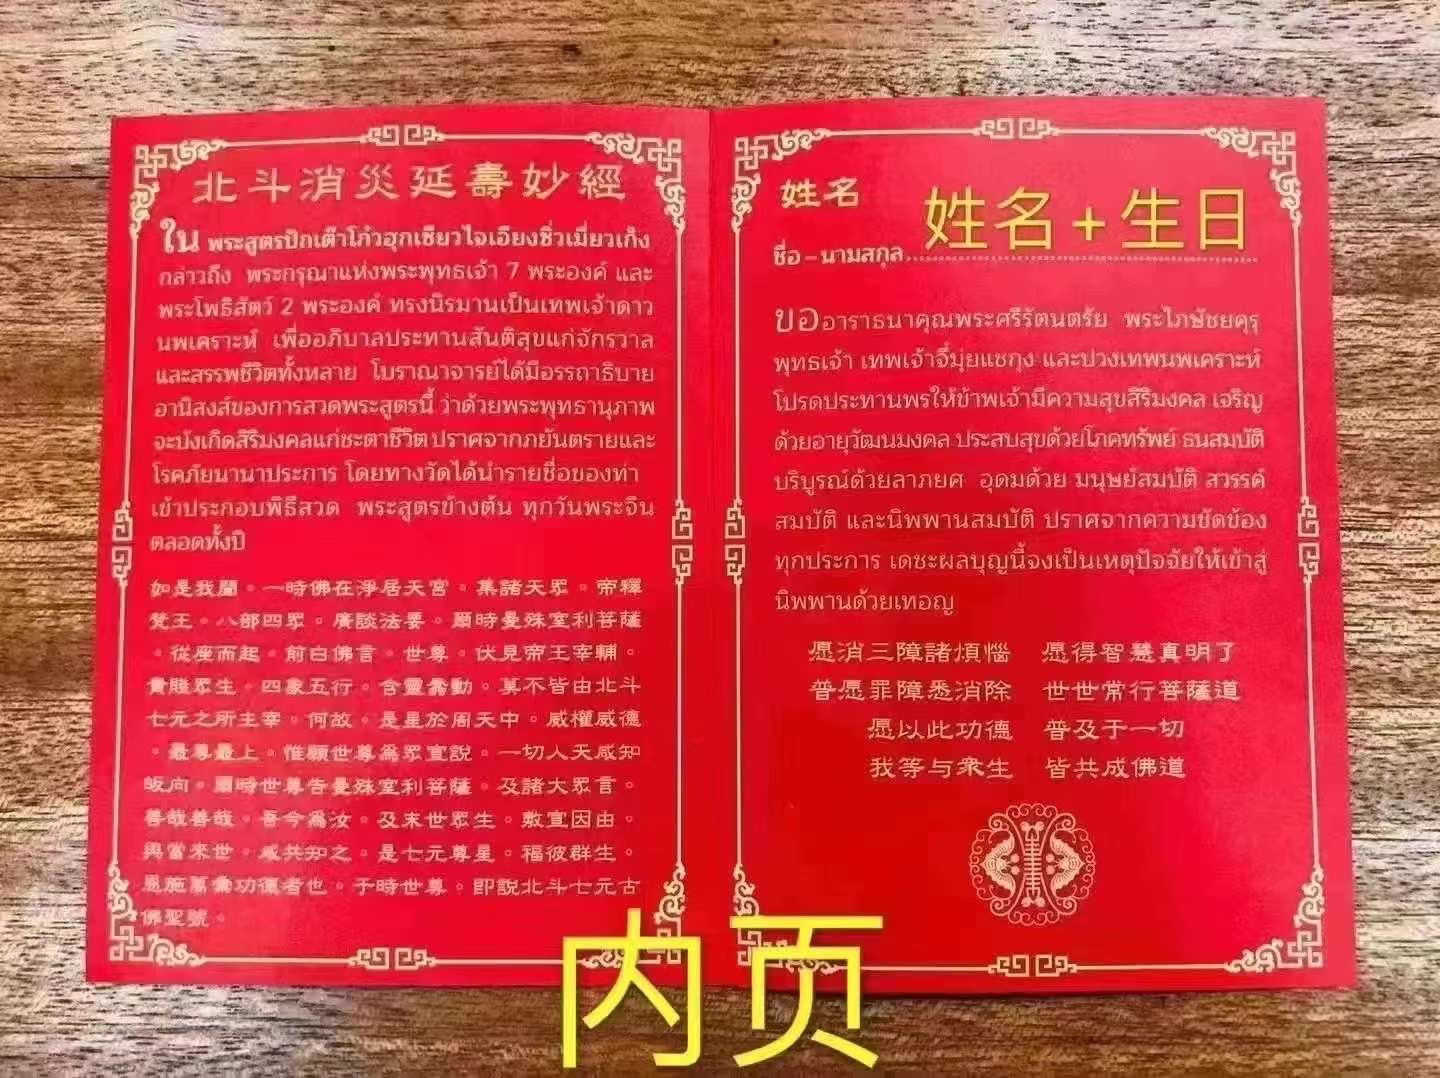 北斗消災延壽妙經
ใน พระสูตรปักเต๊าโก๋วฮุกเซียวไจเอียงชิ่วเมี่ยวเก็ง
กล่าวถึง พระกรุณาแห่งพระพุทธเจ้า 7 พระองค์ และ
พระโพธิสัตว์ 2 พระองค์ ทรงนิรมานเป็นเทพเจ้าดาว
นพเคราะห์ เพื่ออภิบาลประทานสันติสุขแก่จักรวาล
และสรรพชีวิตทั้งหลาย โบราณาจารย์ได้มีอรรถาธิบาย
อานิสงส์ของการสวดพระสูตรนี้ ว่าด้วยพระพุทธานุภาพ
จะบังเกิดสิริมงคลแก่ชะตาชีวิต ปราศจากภยันตรายและ
โรคภัยนานาประการ โดยทางวัดได้นำรายชื่อของท่า
เข้าประกอบพิธีสวด พระสูตรข้างต้น ทุกวันพระจีน
ตลอดทั้งปี
如是我聞。一時佛在淨居天宮。集諸天眾。帝釋
梵王。八部四眾。廣談法要。爾時曼殊室利菩薩
。從座而起。前白佛言。世尊。伏見帝王宰輔。
貴賤眾生。四象五行。含靈蠢動。莫不皆由北斗
七元之所主宰。何故。是星於周天中。威權威德
。最尊最上。惟願世尊為眾宣說。一切人天咸知
皈向。爾時世尊告曼殊室利菩薩。及諸大眾言。
善哉善哉。吾今為汝。及末世眾生。敷宣因由。
與當來世。咸共知之。是七元尊星。福彼群生。
恩施萬彙功德者也。于時世尊。即說北斗七元古
佛聖號。
姓名 姓名+生日
ชื่อ – นามสกุล
ขออาราธนาคุณพระศรีรัตนตรัย พระไภษัชยคุรุ
พุทธเจ้า เทพเจ้าจี๋มุ่ยแชกุง และปวงเทพนพเคราะห์
โปรดประทานพรให้ข้าพเจ้ามีความสุขสิริมงคล เจริญ
ด้วยอายุวัฒนมงคล ประสบสุขด้วยโภคทรัพย์ ธนสมบัติ
บริบูรณ์ด้วยลาภยศ อุดมด้วย มนุษย์สมบัติ สวรรค์
สมบัติ และนิพพานสมบัติ ปราศจากความขัดข้อง
ทุกประการ เดชะผลบุญนี้จงเป็นเหตุปัจจัยให้เข้าสู่
นิพพานด้วยเทอญ
愿消三障諸煩惱 愿得智慧真明了
普愿罪障悉消除 世世常行菩薩道
愿以此功德 普及于一切
我等与衆生 皆共成佛道
内页